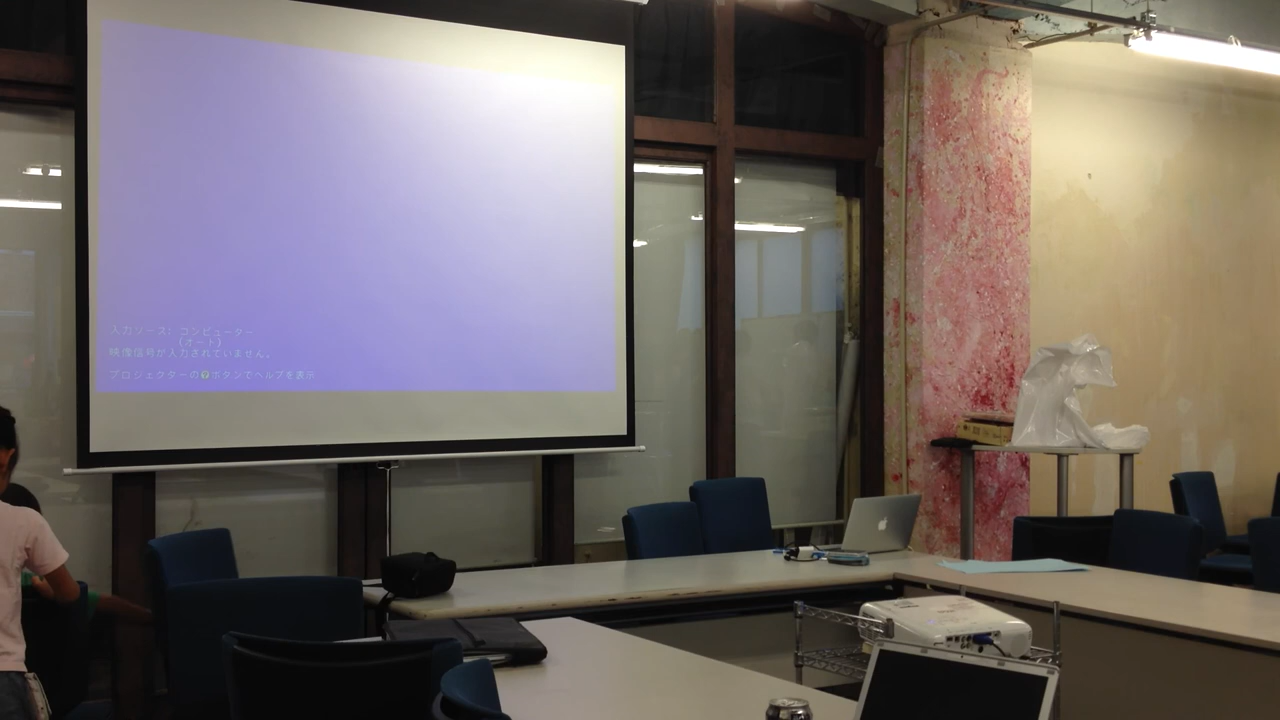 入力ソース: コンピューター
(オート)
映像信号が入力されていません。
プロジェクターの?ボタンでヘルプを表示